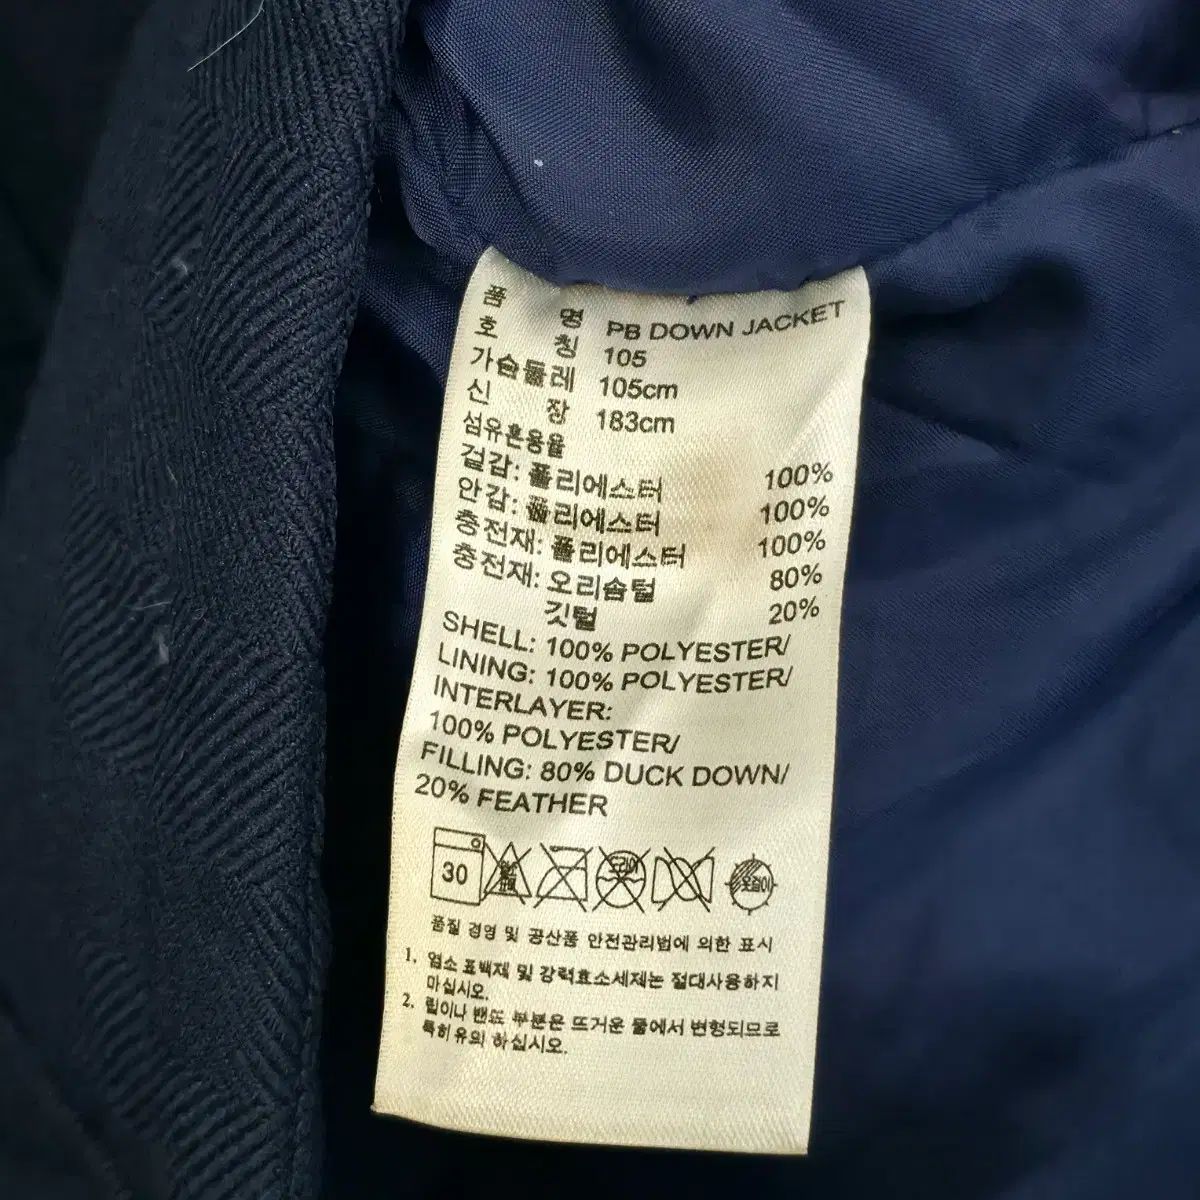 품 명 PB DOWN JACKET
호 칭 105
가슴둘레 105cm
신 장 183cm
섬유혼용율
겉감: 폴리에스터 100%
안감: 폴리에스터 100%
충전재: 폴리에스터 100%
충전재: 오리솜털 80%
깃털 20%
SHELL: 100% POLYESTER/
LINING: 100% POLYESTER/
INTERLAYER:
100% POLYESTER/
FILLING: 80% DUCK DOWN/
20% FEATHER
30
드라이
옷걸이
품질 경영 및 공산품 안전관리법에 의한 표시
1. 염소 표백제 및 강력효소세제는 절대사용하지
마십시오.
2. 립이나 밴드 부분은 뜨거운 물에서 변형되므로
특히 유의 하십시오.